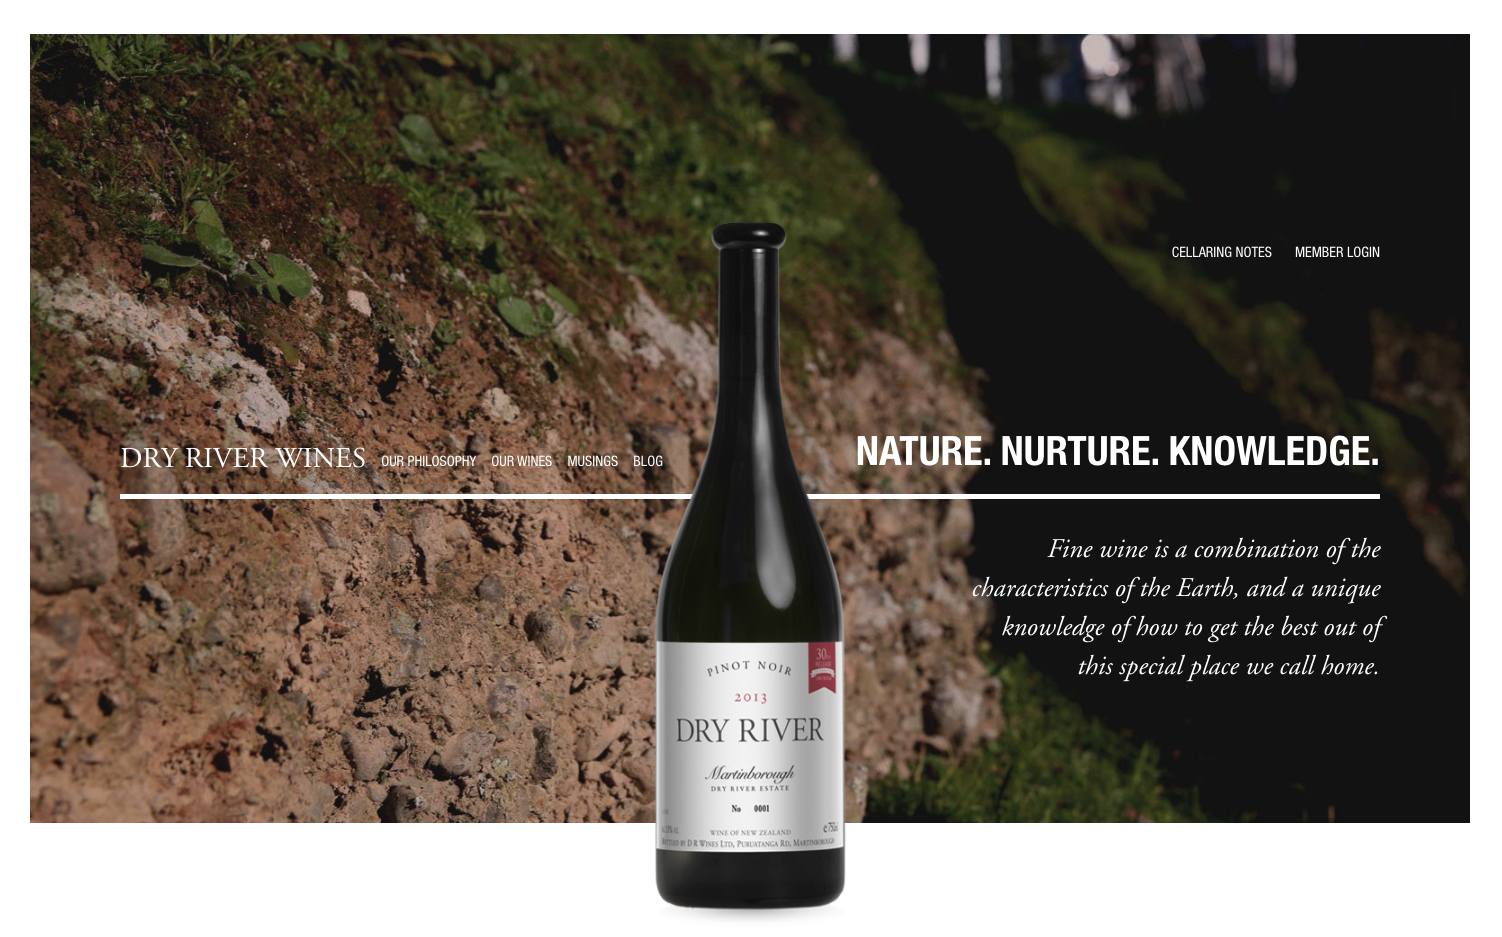 CELLARING NOTES MEMBER LOGIN
DRY RIVER WINES OUR PHILOSOPHY OUR WINES MUSINGS BLOG
NATURE. NURTURE. KNOWLEDGE.
Fine wine is a combination of the
characteristics of the Earth, and a unique
knowledge of how to get the best out of
this special place we call home.
PINOT NOIR
30
2013
DRY RIVER
Martinborough
DRY RIVER ESTATE
No 0001
WINE OF NEW ZEALAND
BOTTLED BY D R WINES LTD, PURUATANGA RD, MARTINBOROUGH